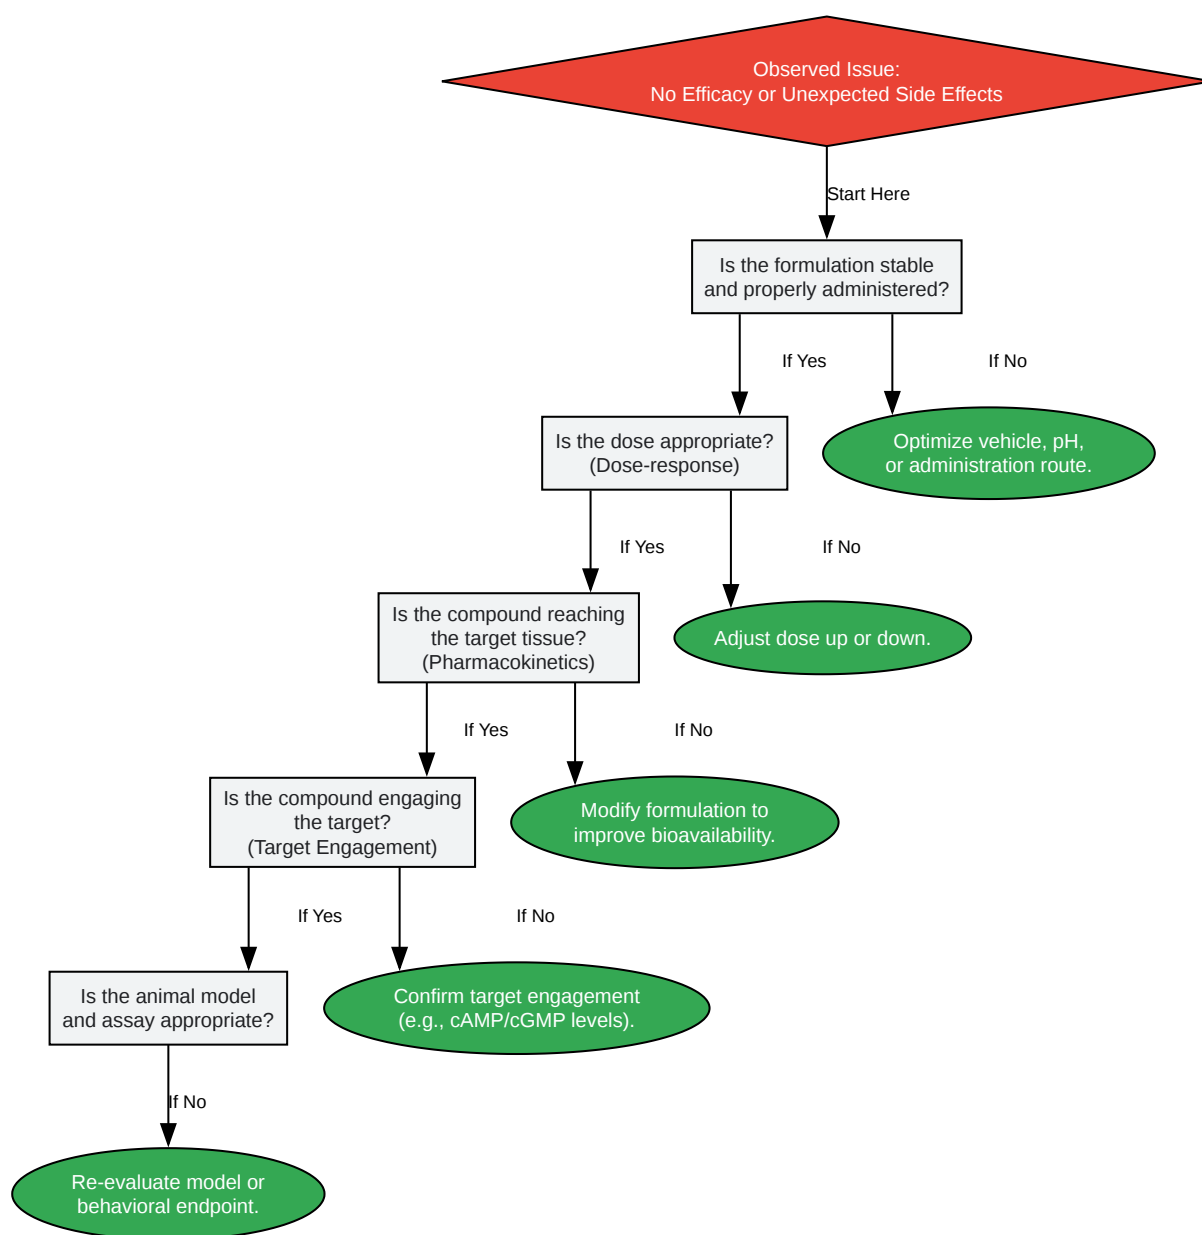 Observed Issue:
No Efficacy or Unexpected Side Effects
Start Here
Is the formulation stable
and properly administered?
If Yes
If No
Is the dose appropriate?
(Dose-response)
Optimize vehicle, pH,
or administration route.
If Yes
If No
Is the compound reaching
the target tissue?
(Pharmacokinetics)
Adjust dose up or down.
If Yes
If No
Is the compound engaging
the target?
(Target Engagement)
Modify formulation to
improve bioavailability.
If Yes
If No
Is the animal model
and assay appropriate?
Confirm target engagement
(e.g., cAMP/cGMP levels).
If No
Re-evaluate model or
behavioral endpoint.